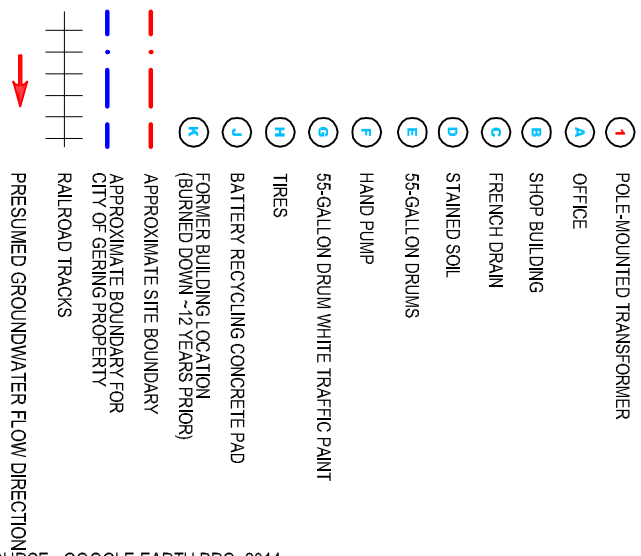 1 POLE-MOUNTED TRANSFORMER
A OFFICE
B SHOP BUILDING
C FRENCH DRAIN
D STAINED SOIL
E 55-GALLON DRUMS
F HAND PUMP
G 55-GALLON DRUM WHITE TRAFFIC PAINT
H TIRES
J BATTERY RECYCLING CONCRETE PAD
K FORMER BUILDING LOCATION
(BURNED DOWN ~12 YEARS PRIOR)
APPROXIMATE SITE BOUNDARY
APPROXIMATE BOUNDARY FOR
CITY OF GERING PROPERTY
RAILROAD TRACKS
PRESUMED GROUNDWATER FLOW DIRECTION